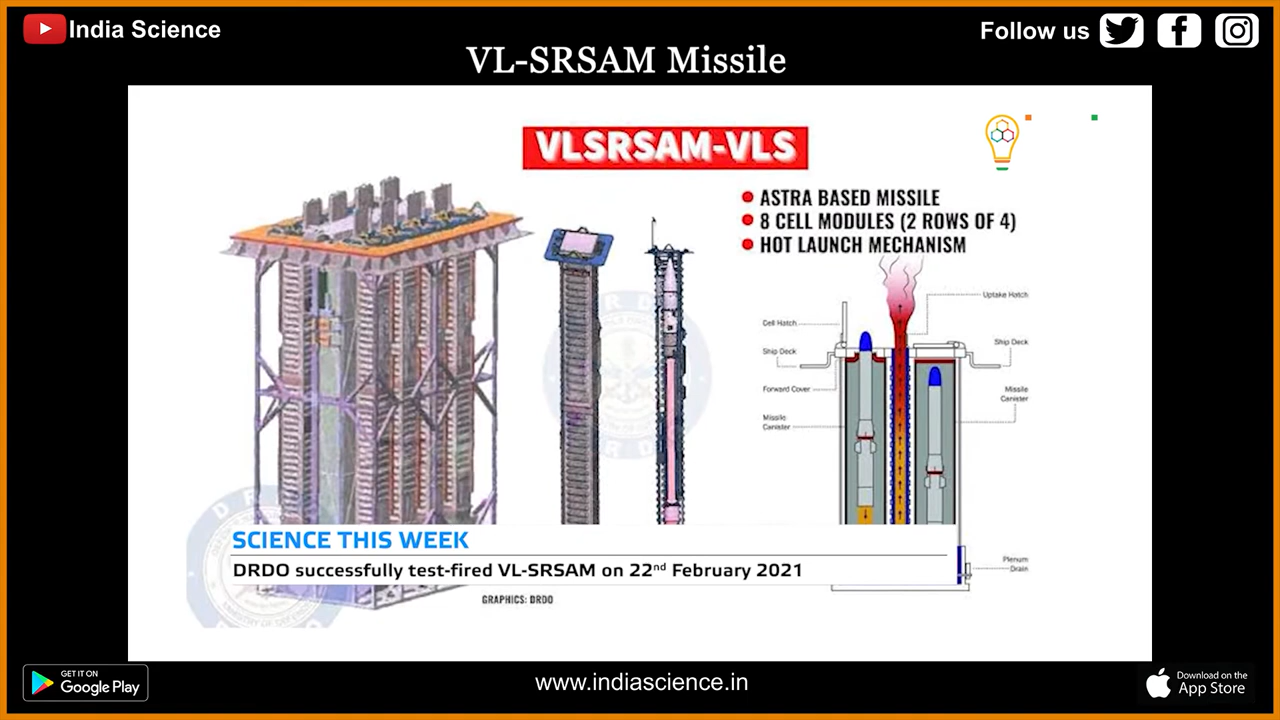 India Science
Follow us
VL-SRSAM Missile
VLSRSAM-VLS
ASTRA BASED MISSILE
8 CELL MODULES (2 ROWS OF 4)
HOT LAUNCH MECHANISM
Uptake Hatch
Cell Hatch
Ship Deck
Ship Deck
Forward Cover
Missile
Canister
Missile
Canister
Plenum
Drain
SCIENCE THIS WEEK
DRDO successfully test-fired VL-SRSAM on 22nd February 2021
GRAPHICS: DRDO
GET IT ON
Google Play
www.indiascience.in
Download on the
App Store